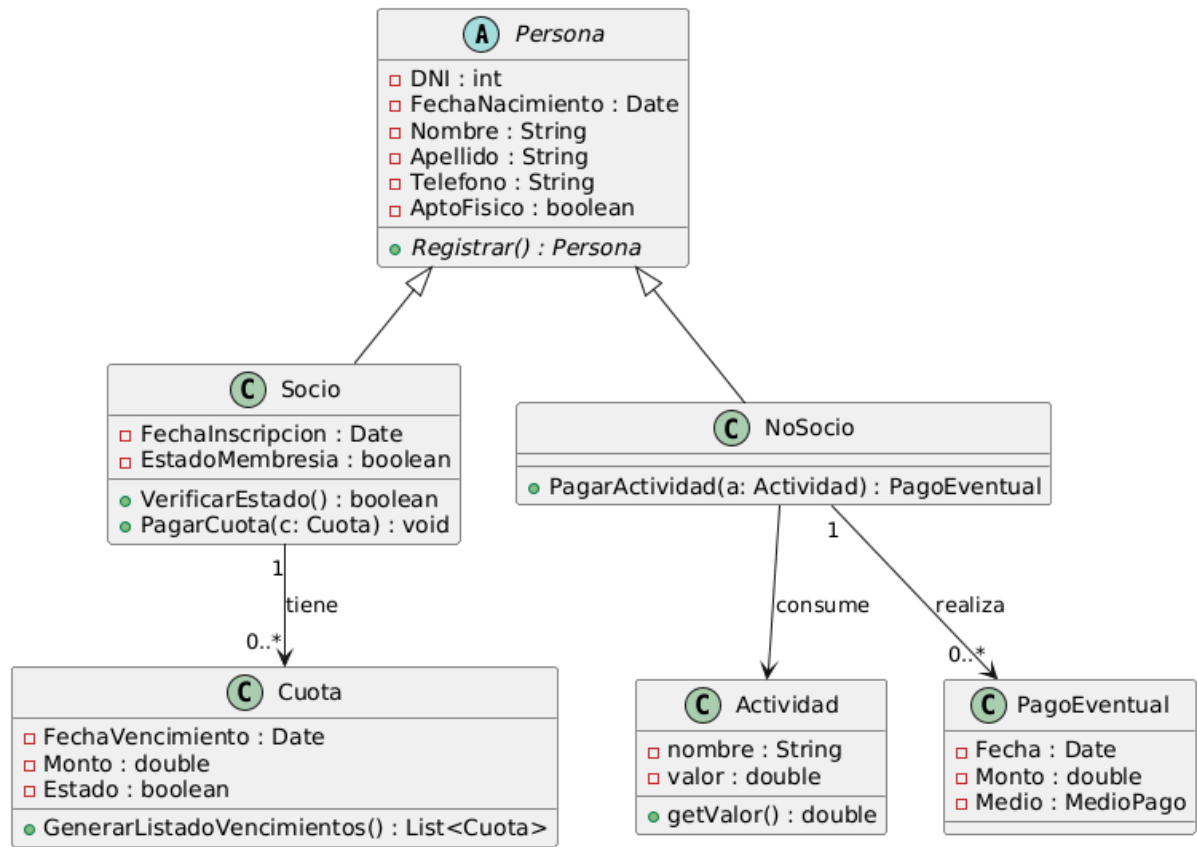 A Persona
DNI : int
FechaNacimiento : Date
Nombre : String
Apellido : String
Telefono : String
AptoFisico : boolean
Registrar() : Persona
C Socio
FechaInscripcion : Date
EstadoMembresia : boolean
VerificarEstado() : boolean
PagarCuota(c: Cuota) : void
C NoSocio
PagarActividad(a: Actividad) : PagoEventual
1
tiene
0..*
consume
1
realiza
0..*
C Cuota
FechaVencimiento : Date
Monto : double
Estado : boolean
GenerarListadoVencimientos() : List<Cuota>
C Actividad
nombre : String
valor : double
getValor() : double
C PagoEventual
Fecha : Date
Monto : double
Medio : MedioPago